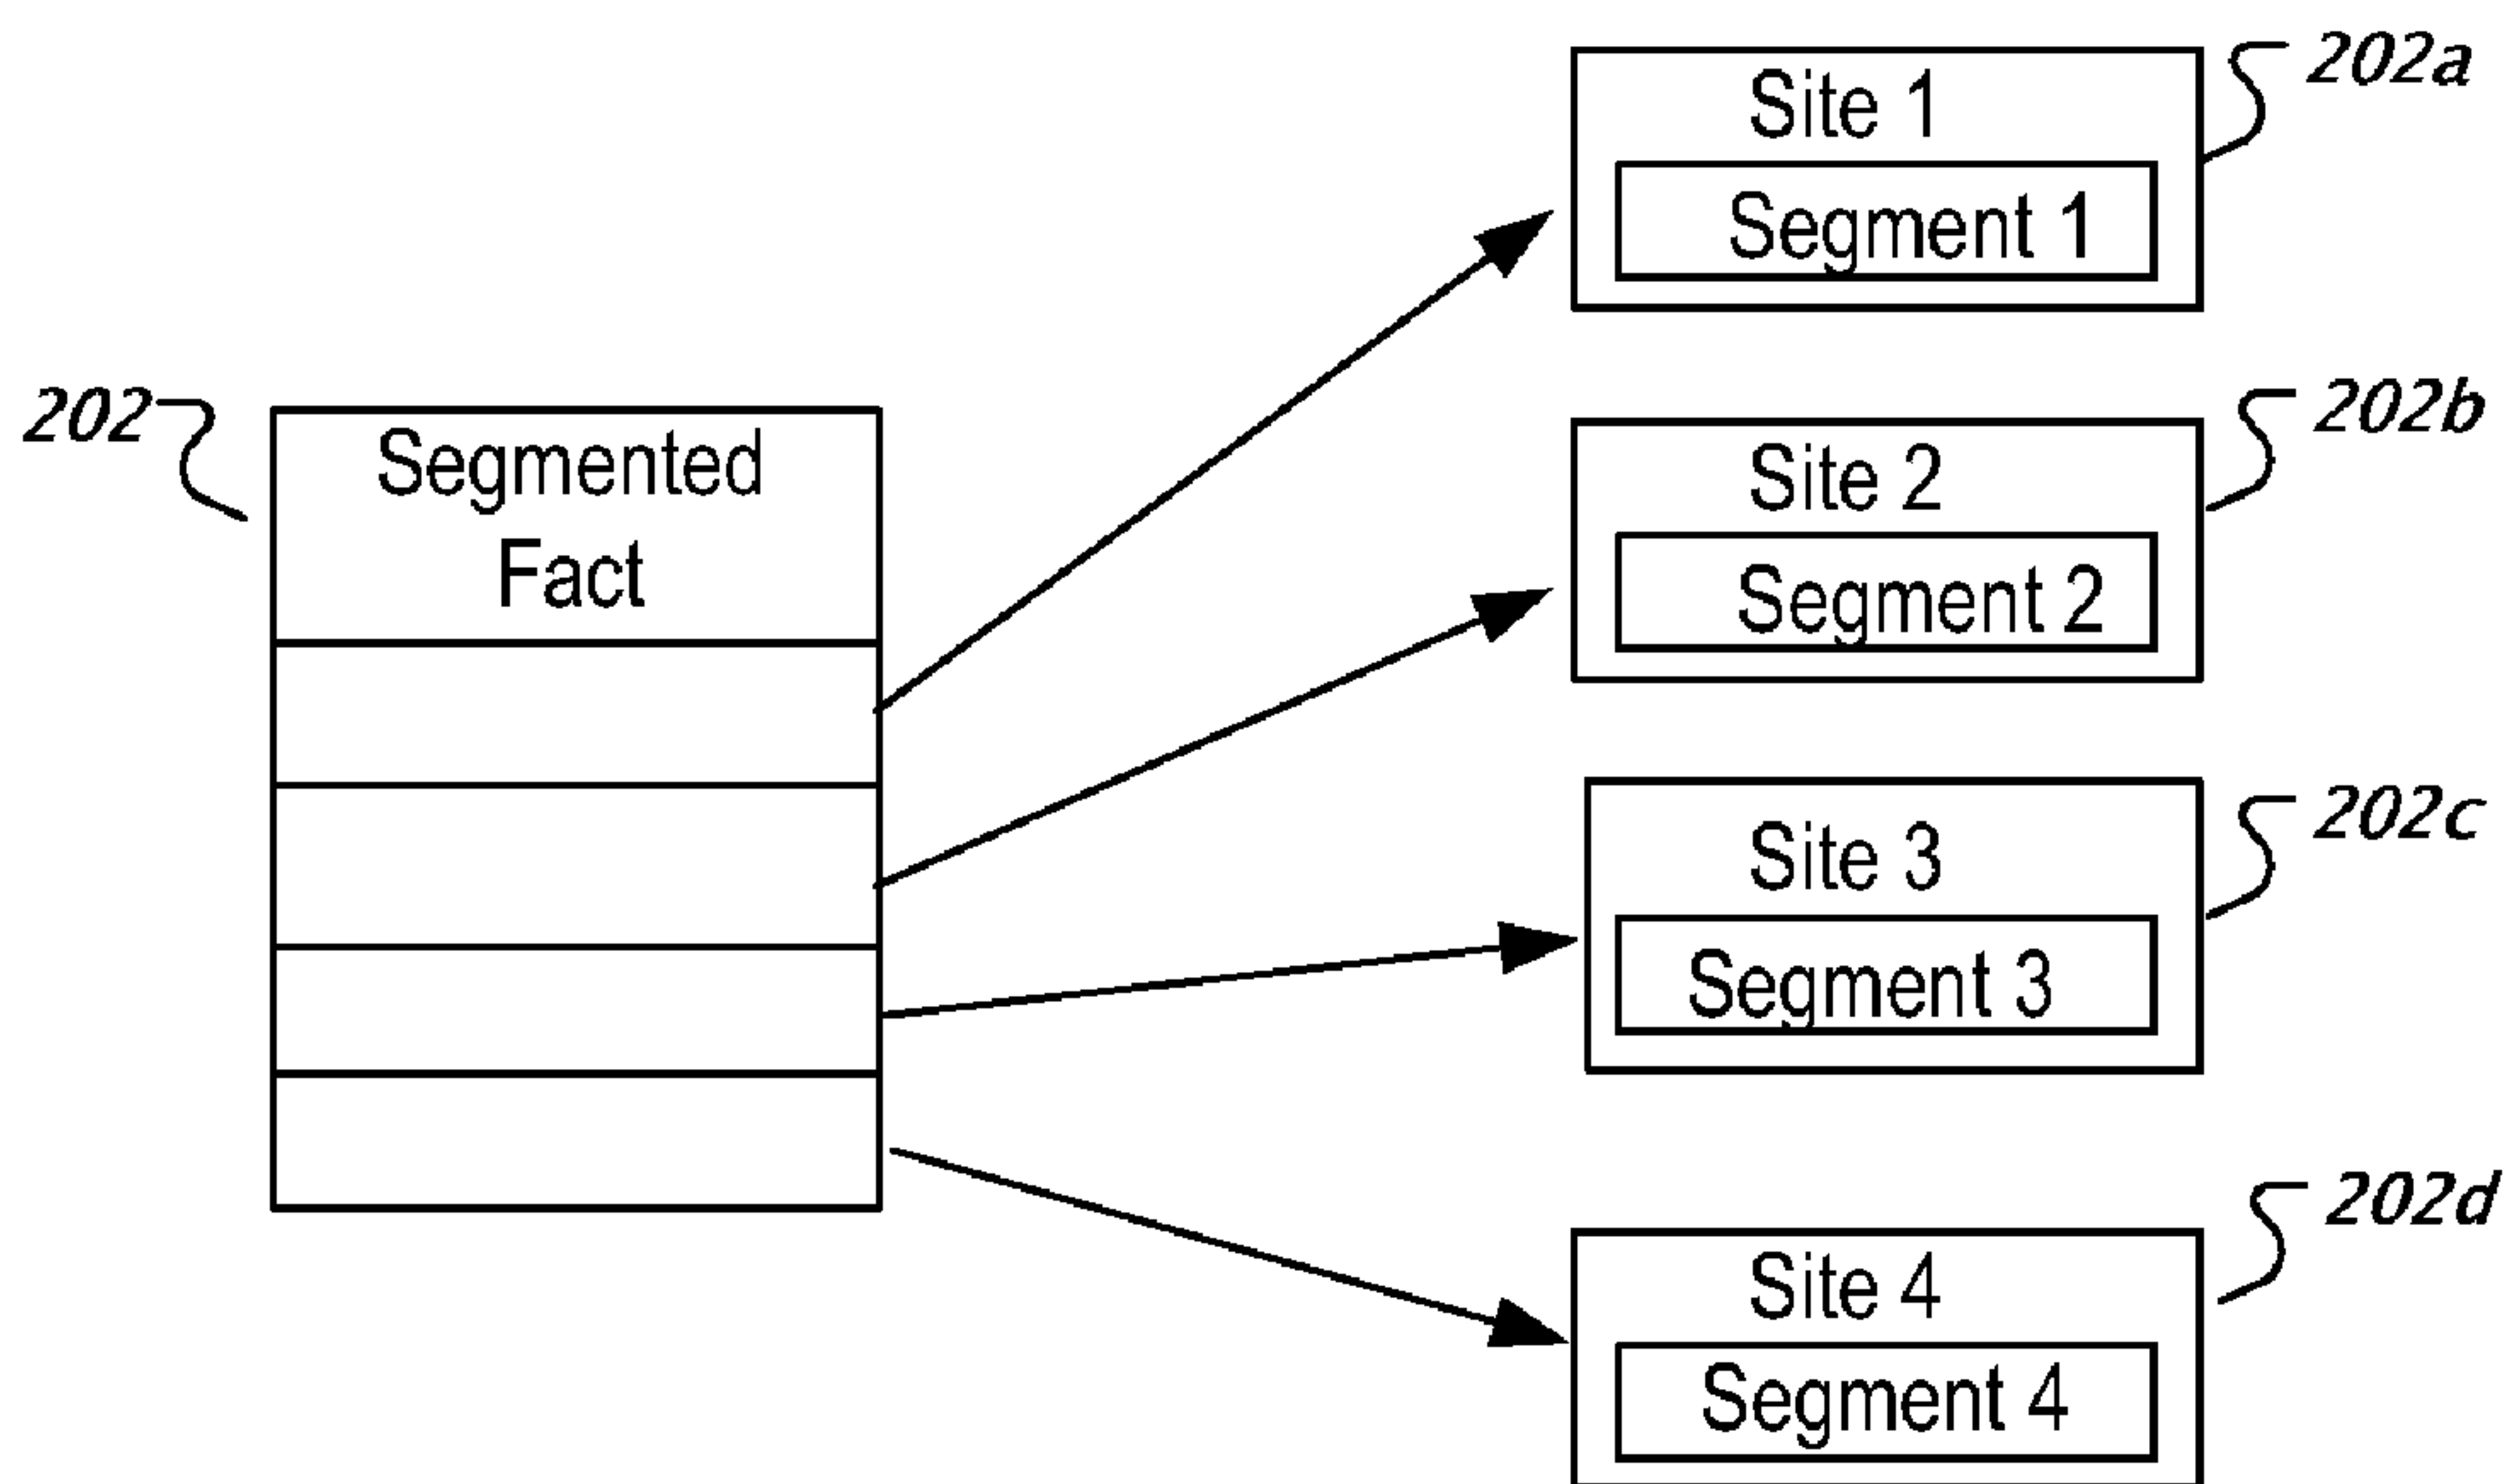 202
Segmented
Fact
Site 1
Segment 1
202a
Site 2
Segment 2
202b
Site 3
Segment 3
202c
Site 4
Segment 4
202d